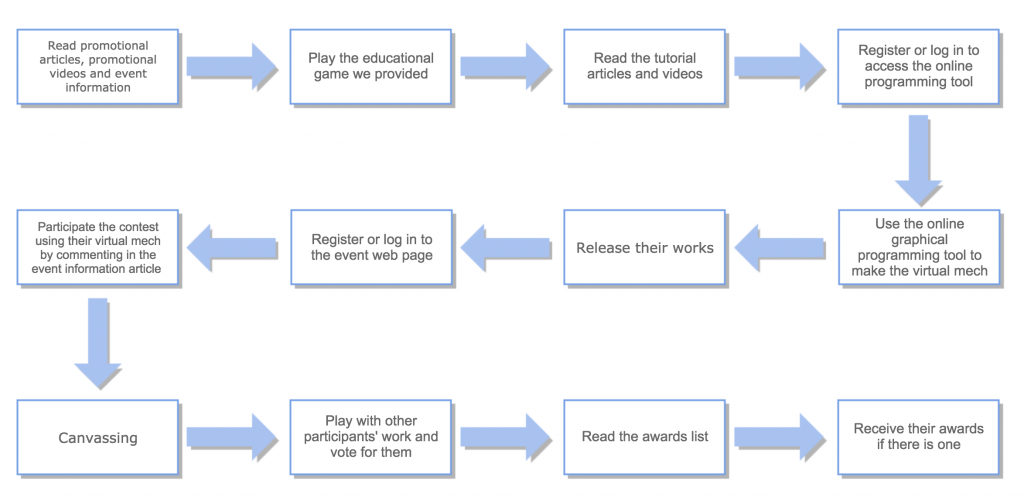 Read promotional
articles, promotional
videos and event
information
Play the educational
game we provided
Read the tutorial
articles and videos
Register or log in to
access the online
programming tool
Use the online
graphical
programming tool to
make the virtual mech
Release their works
Register or log in to
the event web page
Participate the contest
using their virtual mech
by commenting in the
event information article
Canvassing
Play with other
participants' work and
vote for them
Read the awards list
Receive their awards
if there is one